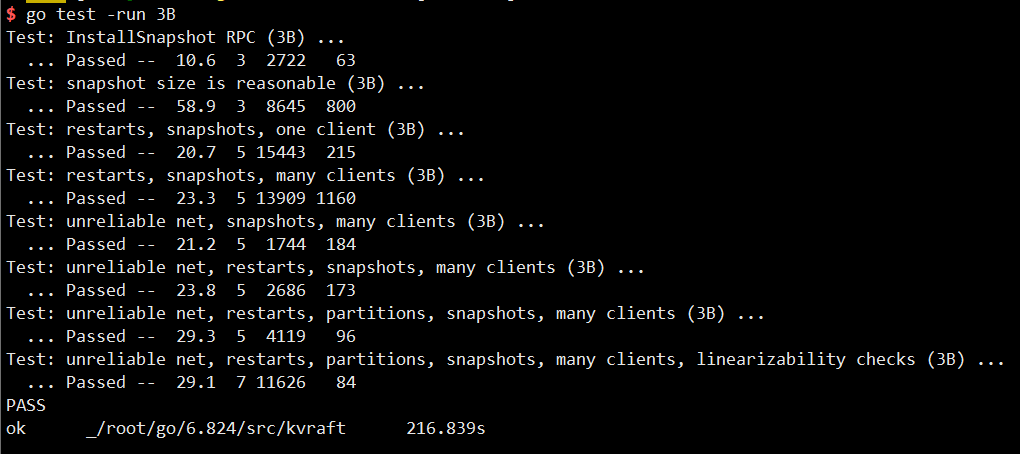 $ go test -run 3B
Test: InstallSnapshot RPC (3B) ...
  ... Passed --  10.6  3  2722   63
Test: snapshot size is reasonable (3B) ...
  ... Passed --  58.9  3  8645  800
Test: restarts, snapshots, one client (3B) ...
  ... Passed --  20.7  5 15443  215
Test: restarts, snapshots, many clients (3B) ...
  ... Passed --  23.3  5 13909 1160
Test: unreliable net, snapshots, many clients (3B) ...
  ... Passed --  21.2  5  1744  184
Test: unreliable net, restarts, snapshots, many clients (3B) ...
  ... Passed --  23.8  5  2686  173
Test: unreliable net, restarts, partitions, snapshots, many clients (3B) ...
  ... Passed --  29.3  5  4119   96
Test: unreliable net, restarts, partitions, snapshots, many clients, linearizability checks (3B) ...
  ... Passed --  29.1  7 11626   84
PASS
ok      _/root/go/6.824/src/kvraft      216.839s